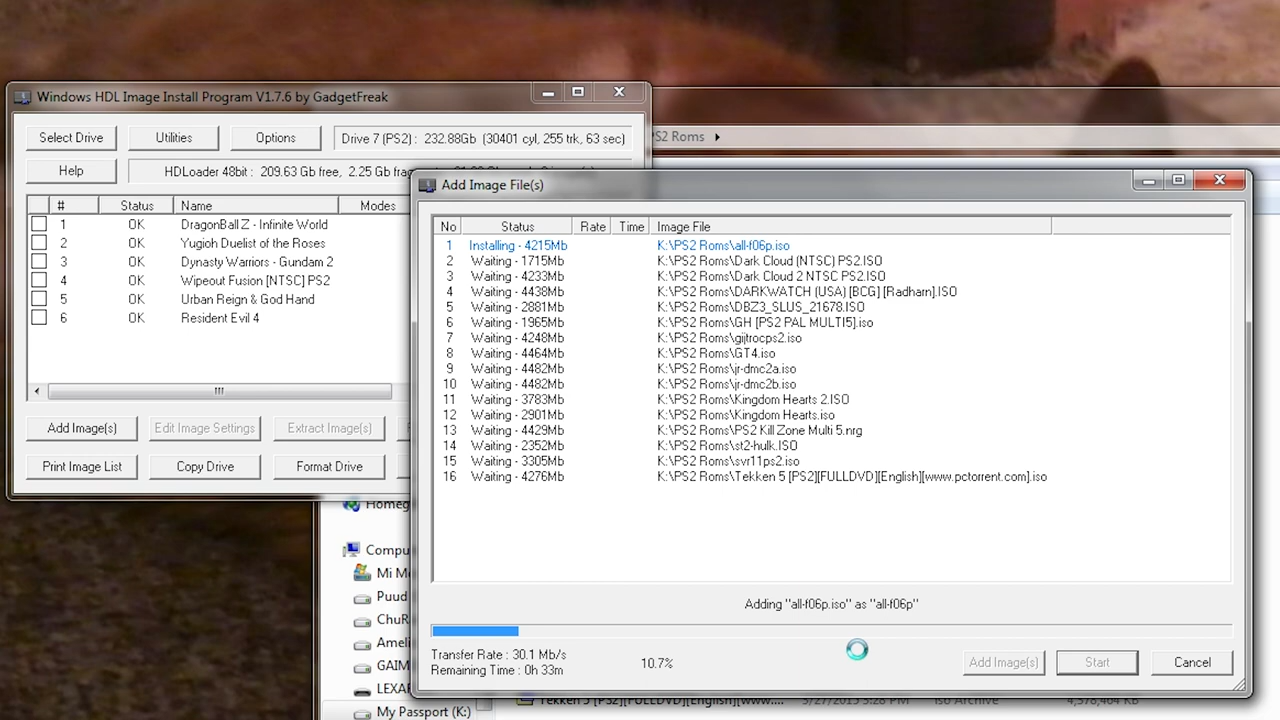 Windows HDL Image Install Program V1.7.6 by GadgetFreak
Select Drive
Utilities
Options
Drive 7 (PS2) : 232.88Gb (30401 cyl, 255 trk, 63 sec)
Help
HDLoader 48bit : 209.63 Gb free, 2.25 Gb
# Status Name Modes
1 OK DragonBall Z - Infinite World
2 OK Yugioh Duelist of the Roses
3 OK Dynasty Warriors - Gundam 2
4 OK Wipeout Fusion [NTSC] PS2
5 OK Urban Reign & God Hand
6 OK Resident Evil 4
Add Image(s)
Edit Image Settings
Extract Image(s)
Print Image List
Copy Drive
Format Drive
PS2 Roms
Add Image File(s)
No Status Rate Time Image File
1 Installing - 4215Mb K:\PS2 Roms\all-f06p.iso
2 Waiting - 1715Mb K:\PS2 Roms\Dark Cloud (NTSC) PS2.ISO
3 Waiting - 4233Mb K:\PS2 Roms\Dark Cloud 2 NTSC PS2.ISO
4 Waiting - 4438Mb K:\PS2 Roms\DARKWATCH (USA) [BCG] [Radham].ISO
5 Waiting - 2881Mb K:\PS2 Roms\DBZ3_SLUS_21678.ISO
6 Waiting - 1965Mb K:\PS2 Roms\GH [PS2 PAL MULTI5].iso
7 Waiting - 4248Mb K:\PS2 Roms\gijtrocps2.iso
8 Waiting - 4464Mb K:\PS2 Roms\GT4.iso
9 Waiting - 4482Mb K:\PS2 Roms\jr-dmc2a.iso
10 Waiting - 4482Mb K:\PS2 Roms\jr-dmc2b.iso
11 Waiting - 3783Mb K:\PS2 Roms\Kingdom Hearts 2.ISO
12 Waiting - 2901Mb K:\PS2 Roms\Kingdom Hearts.iso
13 Waiting - 4429Mb K:\PS2 Roms\PS2 Kill Zone Multi 5.nrg
14 Waiting - 2352Mb K:\PS2 Roms\st2-hulk.ISO
15 Waiting - 3305Mb K:\PS2 Roms\svr11ps2.iso
16 Waiting - 4276Mb K:\PS2 Roms\Tekken 5 [PS2][FULLDVD][English][www.pctorrent.com].iso
Adding "all-f06p.iso" as "all-f06p"
Transfer Rate : 30.1 Mb/s
Remaining Time : 0h 33m
10.7%
Add Image(s)
Start
Cancel
Homeg
Compu
Mi M
Puud
ChuR
Ameli
GAIM
LEXAR
My Passport (K:)
Tekken 5 [PS2][FULLDVD][English][www.... 5/27/2015 5:28 PM iso Archive 4,378,464 KB